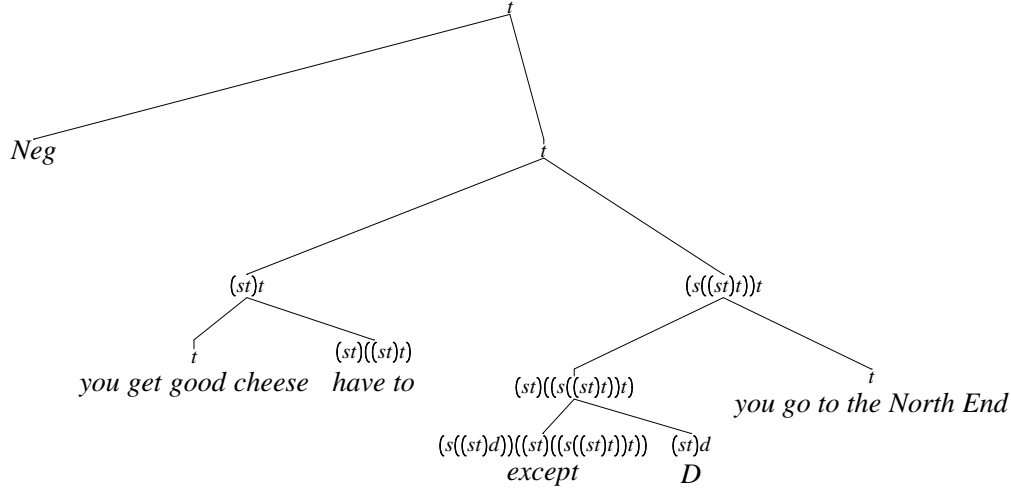 t
Neg
t
(st)t
(s((st)t))t
t
(st)((st)t)
you get good cheese
have to
(st)((s((st)t))t)
t
you go to the North End
(s((st)d))((st)((s((st)t))t))
(st)d
except
D